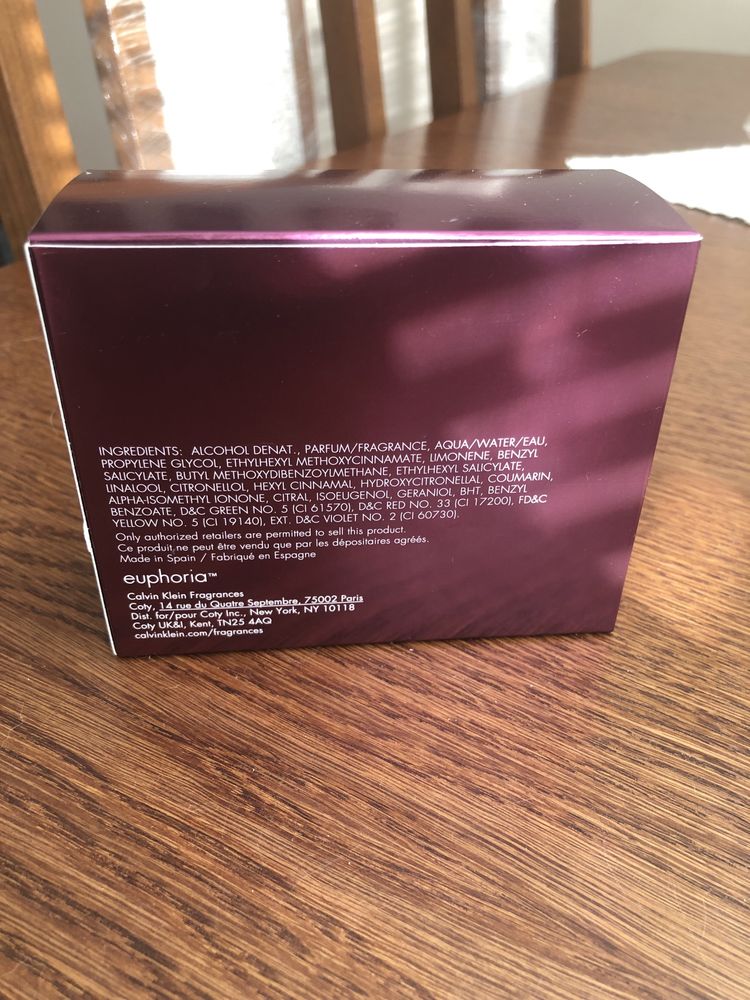 INGREDIENTS: ALCOHOL DENAT., PARFUM/FRAGRANCE, AQUA/WATER/EAU,
PROPYLENE GLYCOL, ETHYLHEXYL METHOXYCINNAMATE, LIMONENE, BENZYL
SALICYLATE, BUTYL METHOXYDIBENZOYLMETHANE, ETHYLHEXYL SALICYLATE,
LINALOOL, CITRONELLOL, HEXYL CINNAMAL, HYDROXYCITRONELLAL, COUMARIN,
ALPHA-ISOMETHYL IONONE, CITRAL, ISOEUGENOL, GERANIOL, BHT, BENZYL
BENZOATE, D&C GREEN NO. 5 (CI 61570), D&C RED NO. 33 (CI 17200), FD&C
YELLOW NO. 5 (CI 19140), EXT. D&C VIOLET NO. 2 (CI 60730).
Only authorized retailers are permitted to sell this product.
Ce produit ne peut être vendu que par les dépositaires agréés.
Made in Spain / Fabriqué en Espagne
euphoria™
Calvin Klein Fragrances
Coty, 14 rue du Quatre Septembre, 75002 Paris
Dist. for/pour Coty Inc., New York, NY 10118
Coty UK&I, Kent, TN25 4AQ
calvinklein.com/fragrances